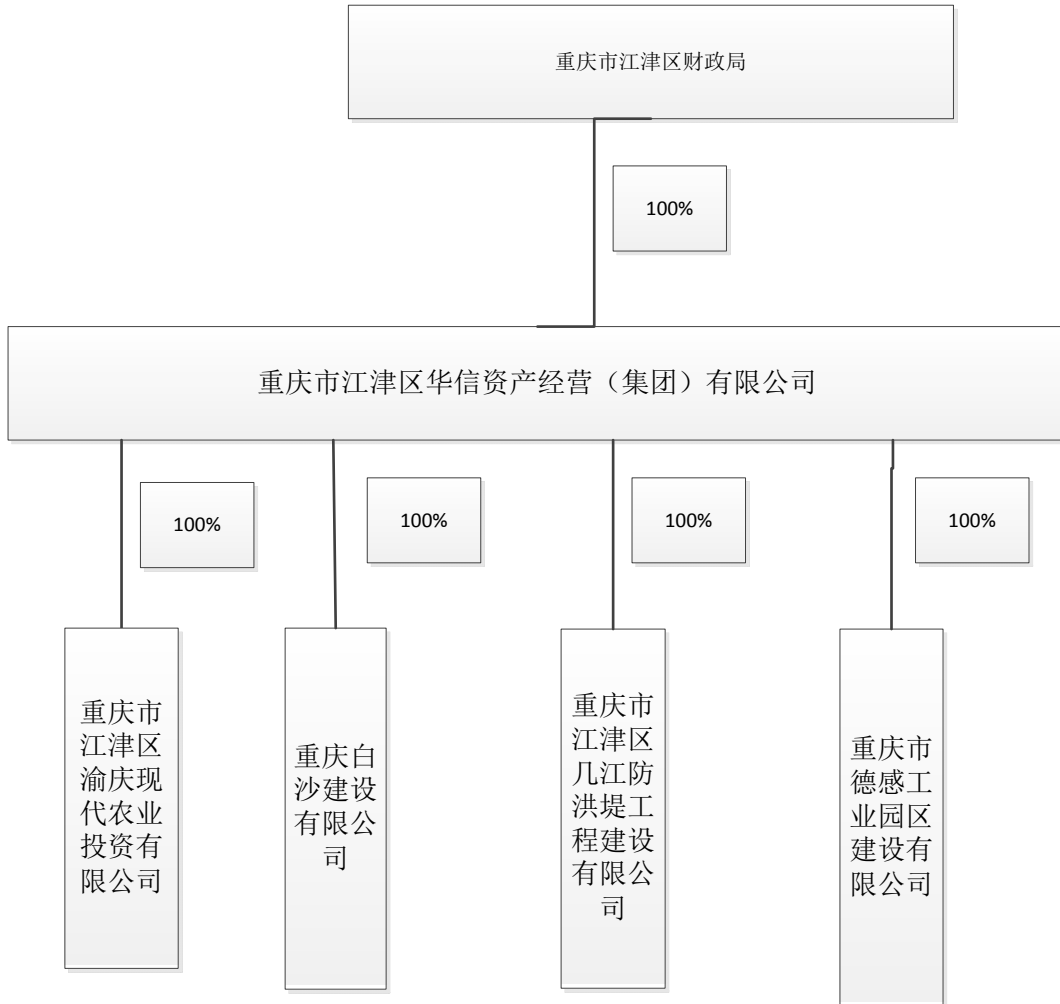 重庆市江津区财政局
100%
重庆市江津区华信资产经营（集团）有限公司
100%
100%
100%
100%
重庆市
江津区
渝庆现
代农业
投资有
限公司
重庆白
沙建设
有限公
司
重庆市
江津区
几江防
洪堤工
程建设
有限公
司
重庆市
德感工
业园区
建设有
限公司